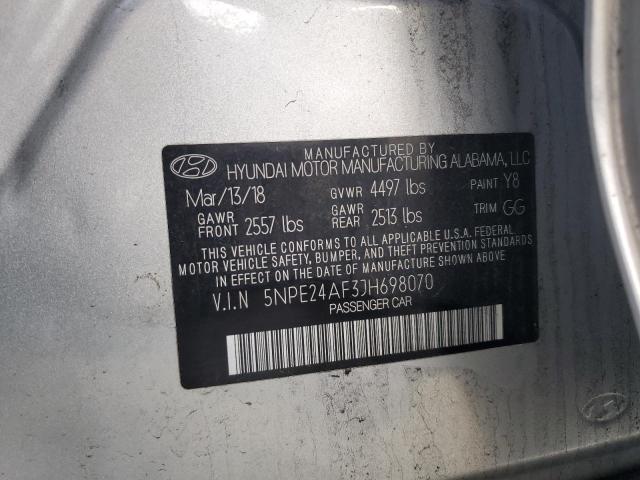 MANUFACTURED BY
HYUNDAI MOTOR MANUFACTURING ALABAMA, LLC
Mar/13/18 GVWR 4497 lbs PAINT Y8
GAWR FRONT 2557 lbs GAWR REAR 2513 lbs TRIM GG
THIS VEHICLE CONFORMS TO ALL APPLICABLE U.S.A. FEDERAL
MOTOR VEHICLE SAFETY, BUMPER, AND THEFT PREVENTION STANDARDS
IN EFFECT ON THE DATE OF MANUFACTURE SHOWN ABOVE.
V.I.N 5NPE24AF3JH698070
PASSENGER CAR